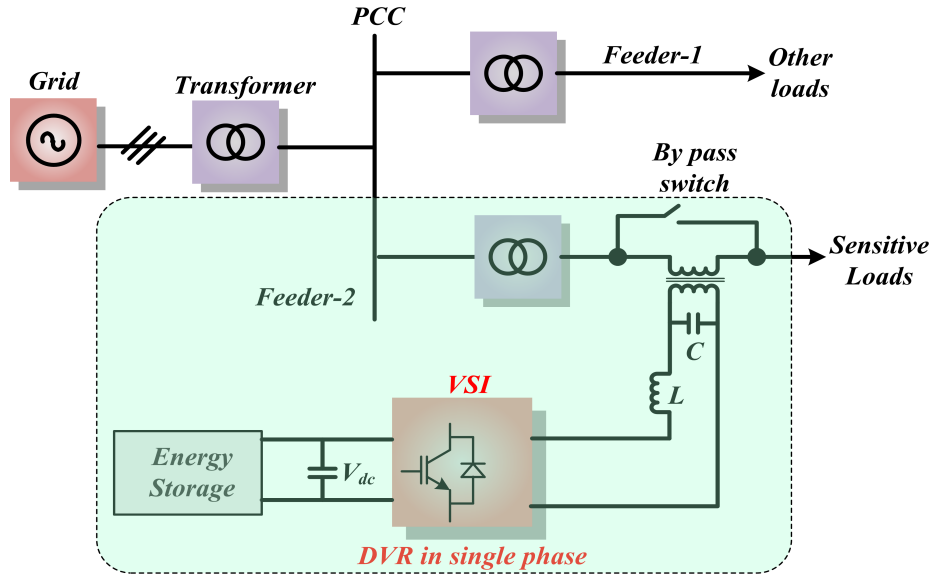 PCC
Grid
Transformer
Feeder-1
Other
loads
By pass
switch
Sensitive
Loads
Feeder-2
C
L
VSI
Energy
Storage
Vdc
DVR in single phase